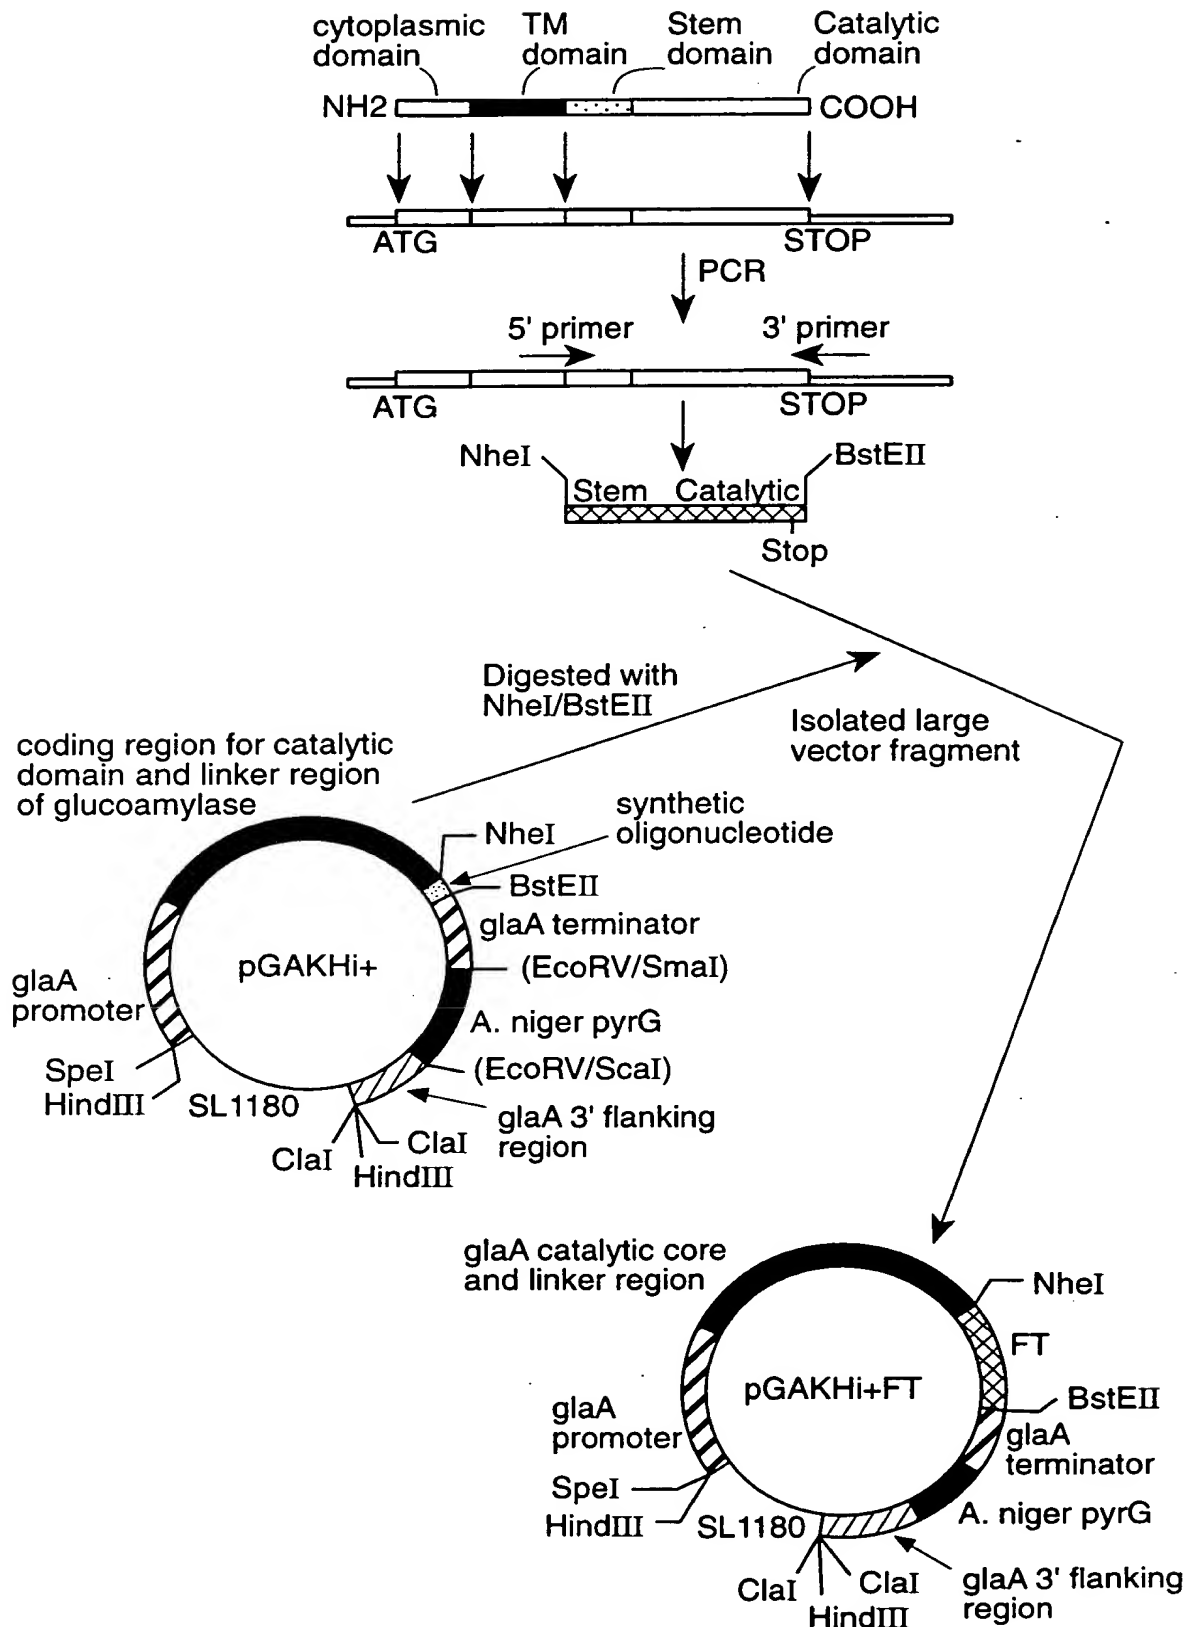 cytoplasmic
domain
TM
domain
Stem
domain
Catalytic
domain
NH2
COOH
ATG
STOP
PCR
5' primer
3' primer
ATG
STOP
NheI
BstEII
Stem
Catalytic
Stop
Digested with
NheI/BstEII
Isolated large
vector fragment
coding region for catalytic
domain and linker region
of glucoamylase
synthetic
oligonucleotide
NheI
BstEII
glaA terminator
pGAKHi+
(EcoRV/SmaI)
glaA
promoter
A. niger pyrG
SpeI
(EcoRV/ScaI)
HindIII
SL1180
glaA 3' flanking
region
ClaI
ClaI
HindIII
glaA catalytic core
and linker region
NheI
FT
pGAKHi+FT
BstEII
glaA
promoter
glaA
terminator
SpeI
HindIII
SL1180
A. niger pyrG
ClaI
ClaI
HindIII
glaA 3' flanking
region